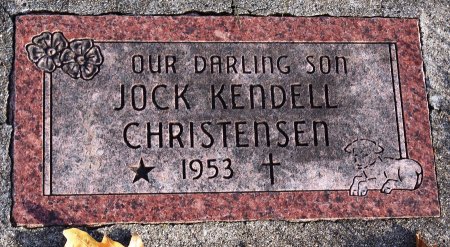 OUR DARLING SON
JOCK KENDELL
CHRISTENSEN
★ 1953 ✝